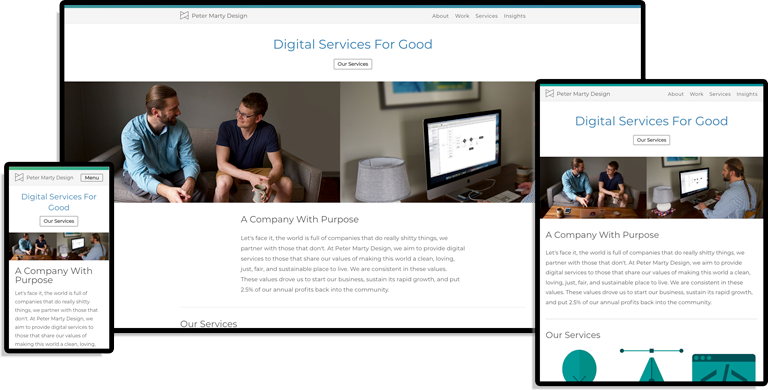 Peter Marty Design
About Work Services Insights
Digital Services For Good
Our Services
A Company With Purpose
Let's face it, the world is full of companies that do really shitty things, we
partner with those that don't. At Peter Marty Design, we aim to provide digital
services to those that share our values of making this world a clean,
loving, just, fair, and sustainable place to live. We are consistent in these values.
These values drove us to start our business, sustain its rapid growth, and put
2.5% of our annual profits back into the community.
Our Services
Peter Marty Design
Menu
Digital Services For
Good
Our Services
A Company With
Purpose
Let's face it, the world is full of
companies that do really shitty
things, we partner with those that
don't. At Peter Marty Design, we
aim to provide digital services to
those that share our values of
making this world a clean, loving,
Peter Marty Design
About Work Services Insights
Digital Services For Good
Our Services
A Company With Purpose
Let's face it, the world is full of companies that do really shitty things, we
partner with those that don't. At Peter Marty Design, we aim to provide
digital services to those that share our values of making this world a clean,
loving, just, fair, and sustainable place to live. We are consistent in these
values. These values drove us to start our business, sustain its rapid growth,
and put 2.5% of our annual profits back into the community.
Our Services